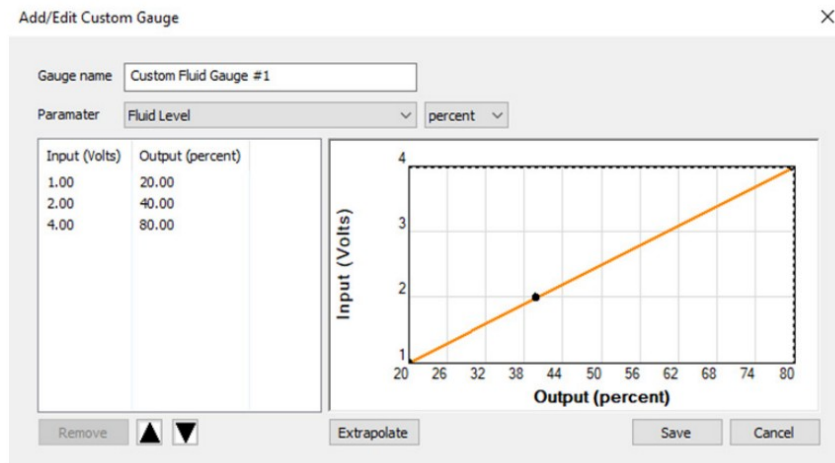 Add/Edit Custom Gauge
Gauge name Custom Fluid Gauge #1
Paramater Fluid Level percent
Input (Volts) Output (percent)
1.00 20.00
2.00 40.00
4.00 80.00
Input (Volts)
4
3
2
1
20 26 32 38 44 50 56 62 68 74 80
Output (percent)
Remove Extrapolate Save Cancel